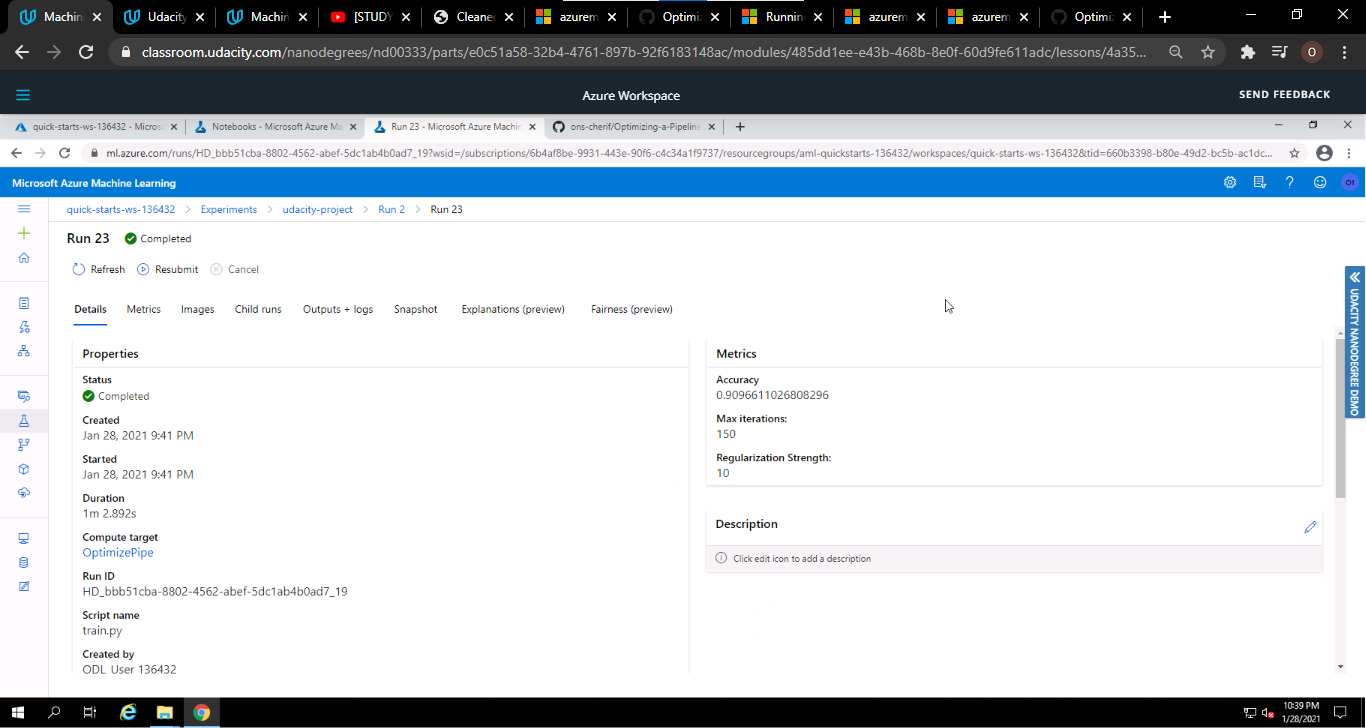 Machin
Udacity
Machin
[STUDY
Cleaned
azurem
Optimiz
Runnin
azurem
azurem
Optimiz
classroom.udacity.com/nanodegrees/nd00333/parts/e0c51a58-32b4-4761-897b-92f6183148ac/modules/485dd1ee-e43b-468b-8e0f-60d9fe611adc/lessons/4a35...
O
Azure Workspace
SEND FEEDBACK
quick-starts-ws-136432 - Micros
Notebooks - Microsoft Azure Ma
Run 23 - Microsoft Azure Machin
ons-cherif/Optimizing-a-Pipeline
ml.azure.com/runs/HD_bbb51cba-8802-4562-abef-5dc1ab4b0ad7_19?wsid=/subscriptions/6b4af8be-9931-443e-90f6-c4c34a1f9737/resourcegroups/aml-quickstarts-136432/workspaces/quick-starts-ws-136432&tid=660b3398-b80e-49d2-bc5b-ac1dc...
Microsoft Azure Machine Learning
quick-starts-ws-136432 > Experiments > udacity-project > Run 2 > Run 23
Run 23 Completed
Refresh Resubmit Cancel
Details Metrics Images Child runs Outputs + logs Snapshot Explanations (preview) Fairness (preview)
UDACITY NANODEGREE DEMO
Properties
Status
Completed
Created
Jan 28, 2021 9:41 PM
Started
Jan 28, 2021 9:41 PM
Duration
1m 2.892s
Compute target
OptimizePipe
Run ID
HD_bbb51cba-8802-4562-abef-5dc1ab4b0ad7_19
Script name
train.py
Created by
ODL_User 136432
Metrics
Accuracy
0.9096611026808296
Max iterations:
150
Regularization Strength:
10
Description
Click edit icon to add a description
10:39 PM
1/28/2021